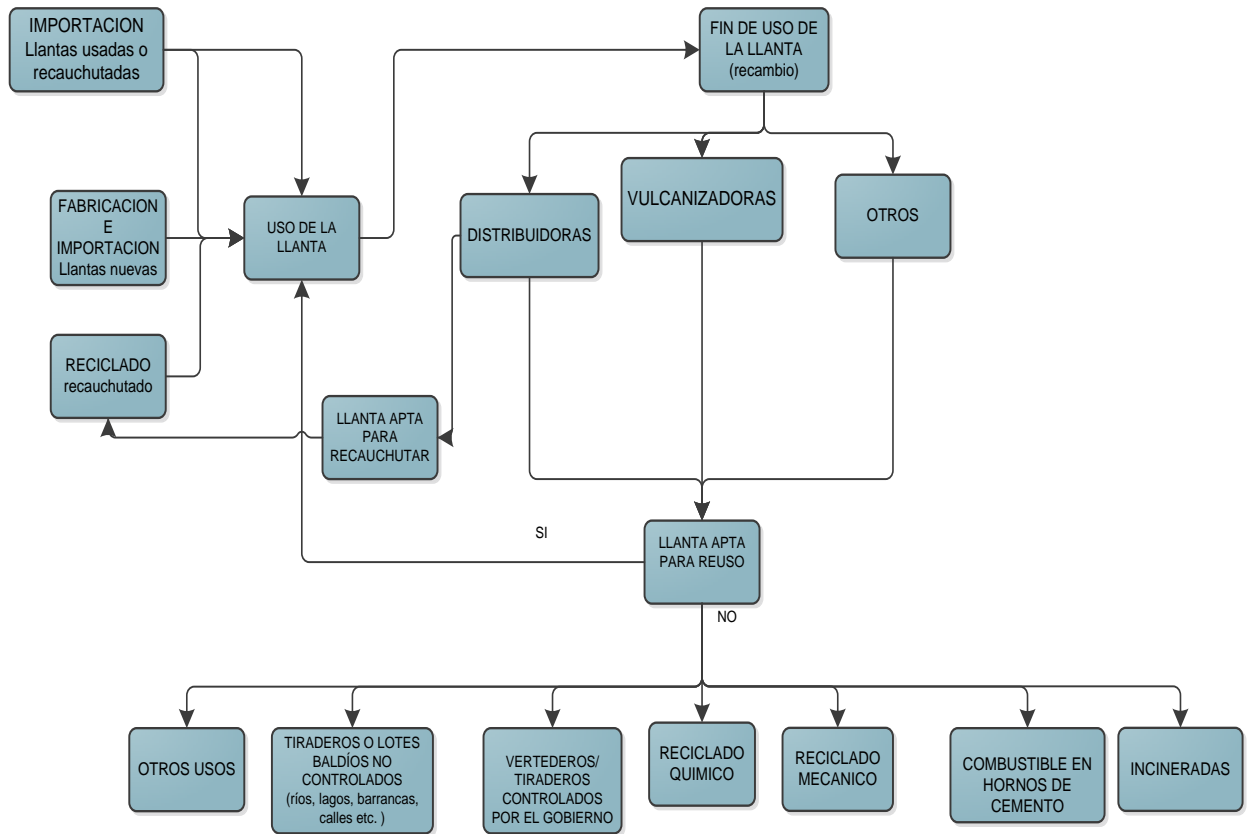 IMPORTACION
Llantas usadas o
recauchutadas
FIN DE USO DE
LA LLANTA
(recambio)
FABRICACION
E
IMPORTACION
Llantas nuevas
USO DE LA
LLANTA
DISTRIBUIDORAS
VULCANIZADORAS
OTROS
RECICLADO
recauchutado
LLANTA APTA
PARA
RECAUCHUTAR
SI
LLANTA APTA
PARA REUSO
NO
OTROS USOS
TIRADEROS O LOTES
BALDÍOS NO
CONTROLADOS
(ríos, lagos, barrancas,
calles etc. )
VERTEDEROS/
TIRADEROS
CONTROLADOS
POR EL GOBIERNO
RECICLADO
QUIMICO
RECICLADO
MECANICO
COMBUSTIBLE EN
HORNOS DE
CEMENTO
INCINERADAS